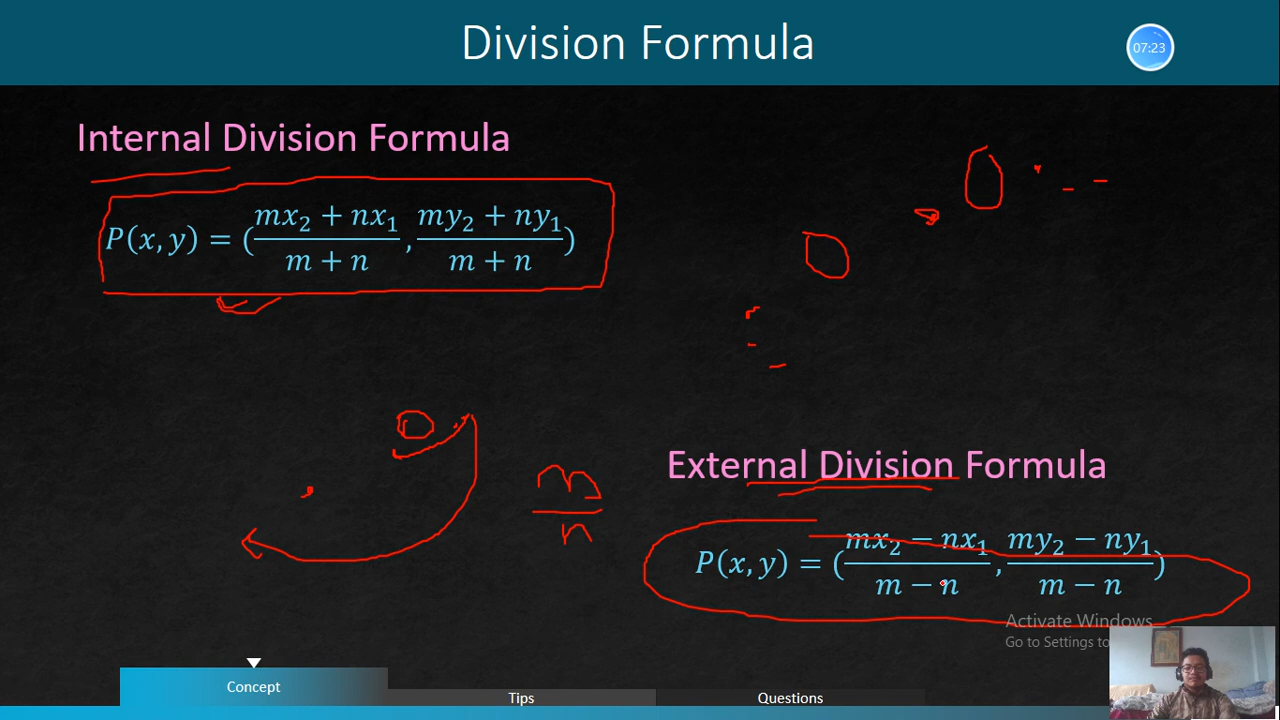 Division Formula
07:23
Internal Division Formula
P(x, y) = (mx₂ + nx₁ / m + n, my₂ + ny₁ / m + n)
m
n
External Division Formula
P(x, y) = (mx₂ − nx₁ / m − n, my₂ − ny₁ / m − n)
Activate Windows
Go to Settings to
Concept
Tips
Questions